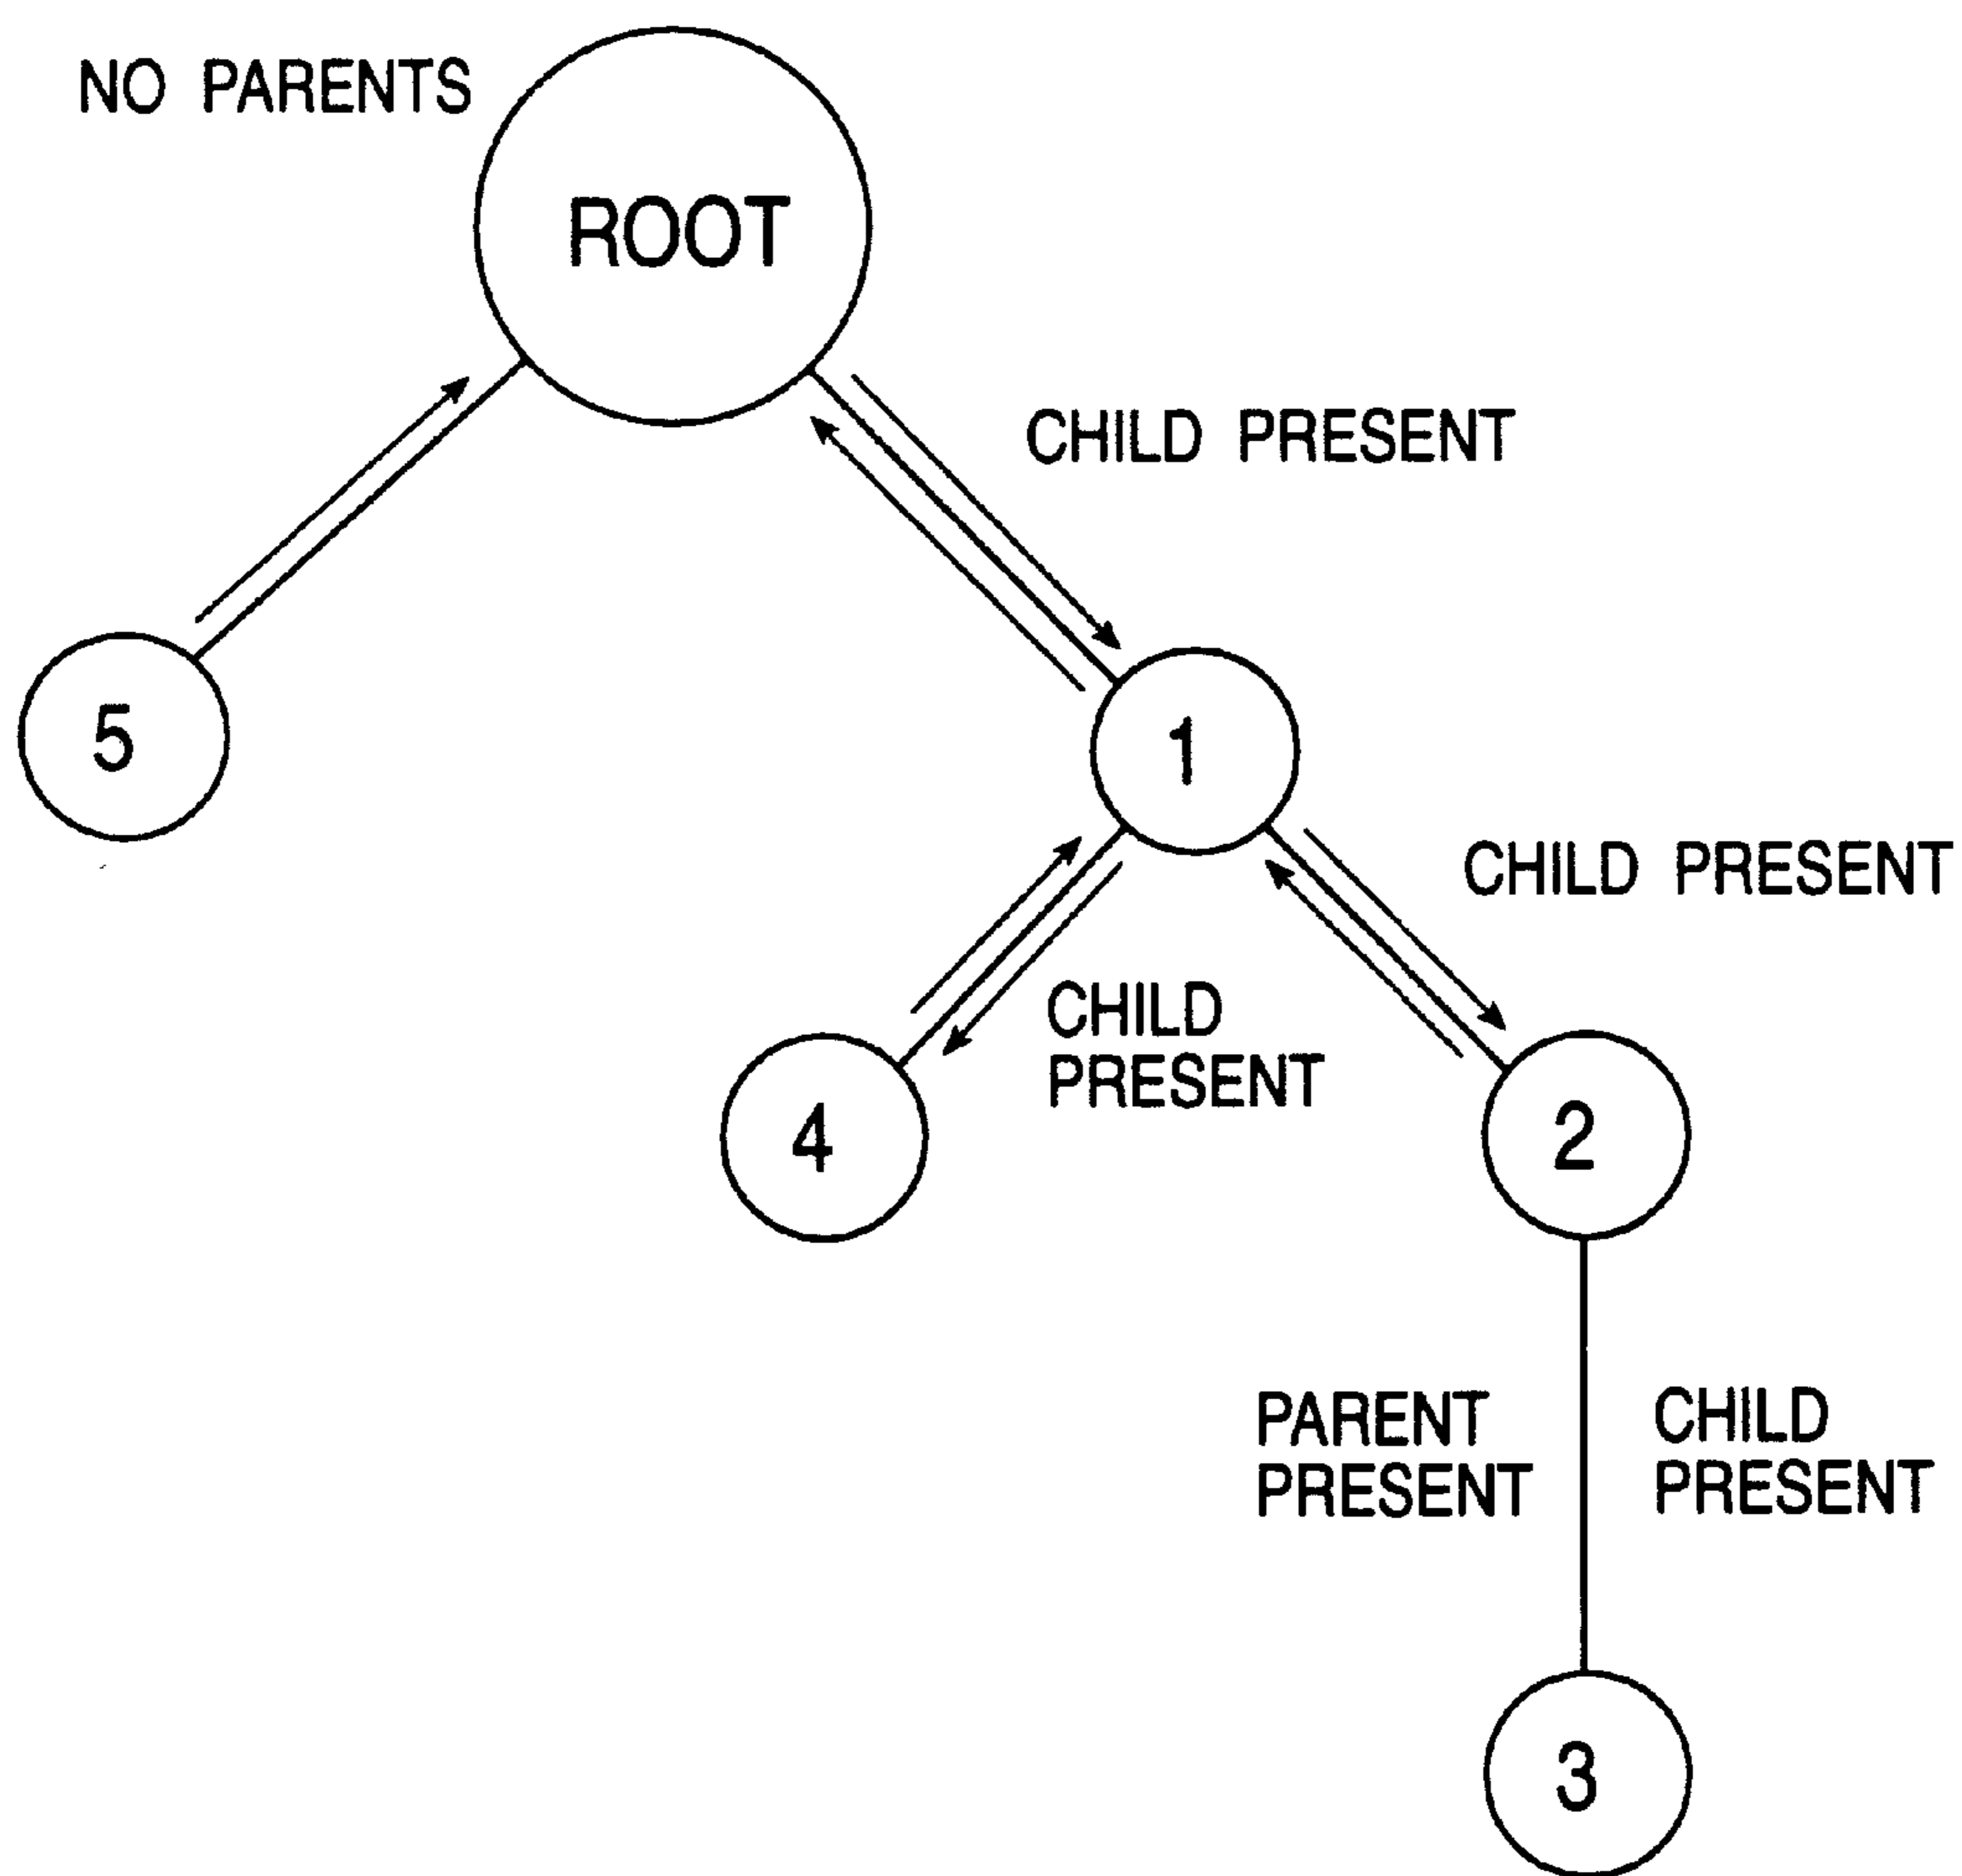 NO PARENTS
ROOT
CHILD PRESENT
5
1
CHILD PRESENT
CHILD
PRESENT
4
2
PARENT
PRESENT
CHILD
PRESENT
3